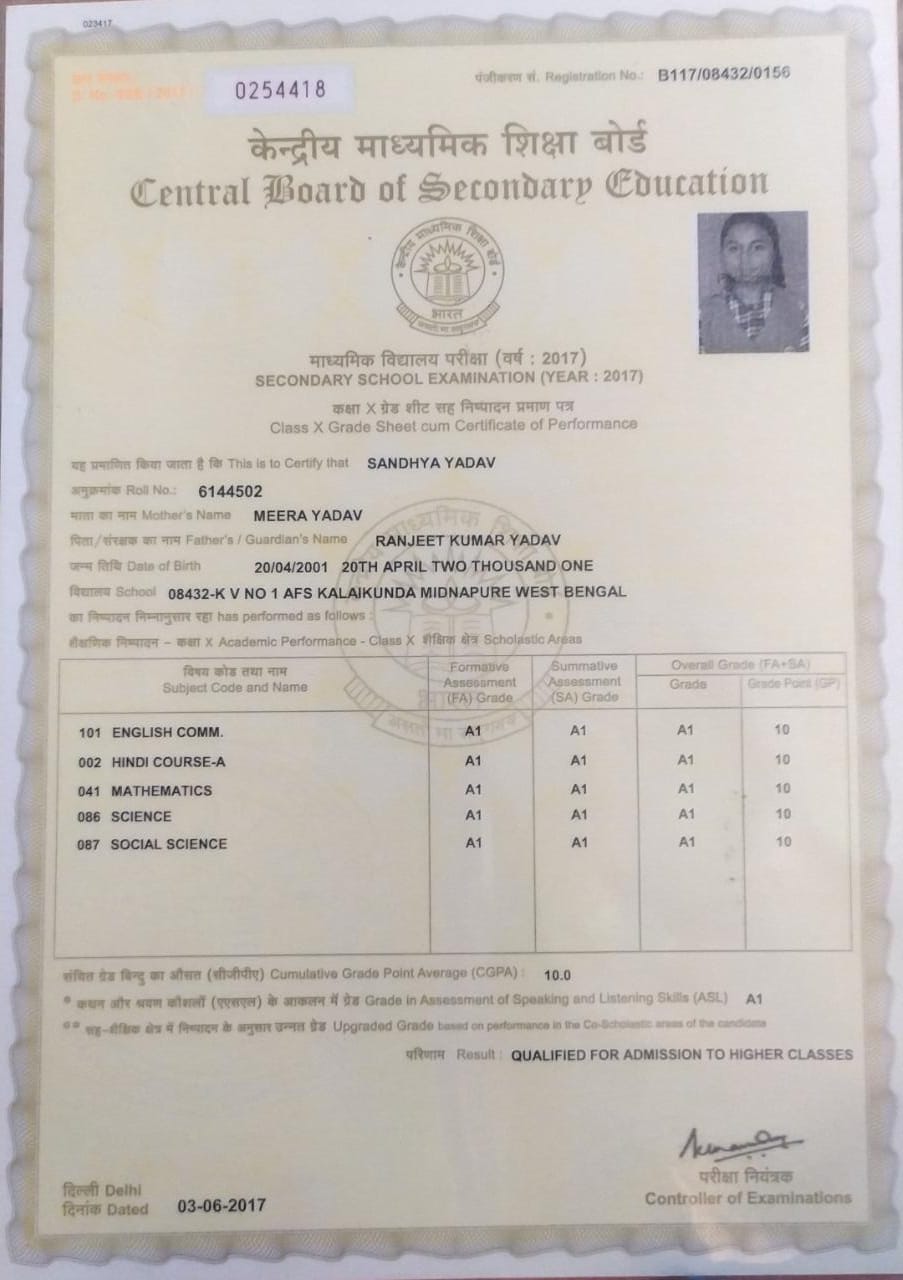 023417
0254418
पंजीकरण सं. Registration No.: B117/08432/0156
केन्द्रीय माध्यमिक शिक्षा बोर्ड
Central Board of Secondary Education
केन्द्रीय माध्यमिक शिक्षा बोर्ड
भारत
माध्यमिक विद्यालय परीक्षा (वर्ष : 2017)
SECONDARY SCHOOL EXAMINATION (YEAR : 2017)
कक्षा X ग्रेड शीट सह निष्पादन प्रमाण पत्र
Class X Grade Sheet cum Certificate of Performance
यह प्रमाणित किया जाता है कि This is to Certify that SANDHYA YADAV
अनुक्रमांक Roll No.: 6144502
माता का नाम Mother's Name MEERA YADAV
पिता/संरक्षक का नाम Father's / Guardian's Name RANJEET KUMAR YADAV
जन्म तिथि Date of Birth 20/04/2001 20TH APRIL TWO THOUSAND ONE
विद्यालय School 08432-K V NO 1 AFS KALAIKUNDA MIDNAPURE WEST BENGAL
का निष्पादन निम्नानुसार रहा has performed as follows :
शैक्षणिक निष्पादन – कक्षा X Academic Performance - Class X शैक्षिक क्षेत्र Scholastic Areas
विषय कोड तथा नाम Subject Code and Name Formative Assessment (FA) Grade Summative Assessment (SA) Grade Overall Grade (FA+SA) Grade Grade Point (GP)
101 ENGLISH COMM. A1 A1 A1 10
002 HINDI COURSE-A A1 A1 A1 10
041 MATHEMATICS A1 A1 A1 10
086 SCIENCE A1 A1 A1 10
087 SOCIAL SCIENCE A1 A1 A1 10
संचित ग्रेड बिन्दु का औसत (सीजीपीए) Cumulative Grade Point Average (CGPA) : 10.0
* कथन और श्रवण कौशलों (एएसएल) के आकलन में ग्रेड Grade in Assessment of Speaking and Listening Skills (ASL) A1
** सह-शैक्षिक क्षेत्र में निष्पादन के अनुसार उन्नत ग्रेड Upgraded Grade based on performance in the Co-Scholastic areas of the candidate
परिणाम Result : QUALIFIED FOR ADMISSION TO HIGHER CLASSES
परीक्षा नियंत्रक
Controller of Examinations
दिल्ली Delhi
दिनांक Dated 03-06-2017